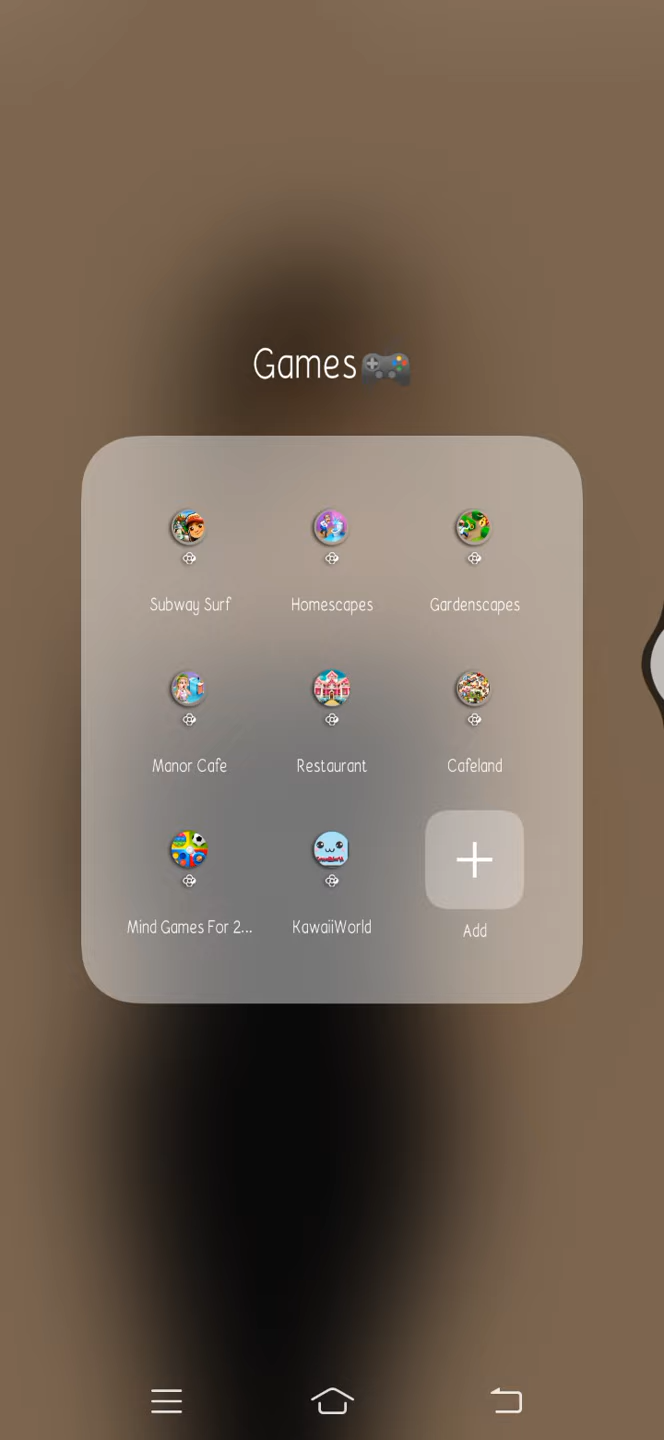 Games🎮
Subway Surf
Homescapes
Gardenscapes
Manor Cafe
Restaurant
Cafeland
Mind Games For 2...
KawaiiWorld
Add